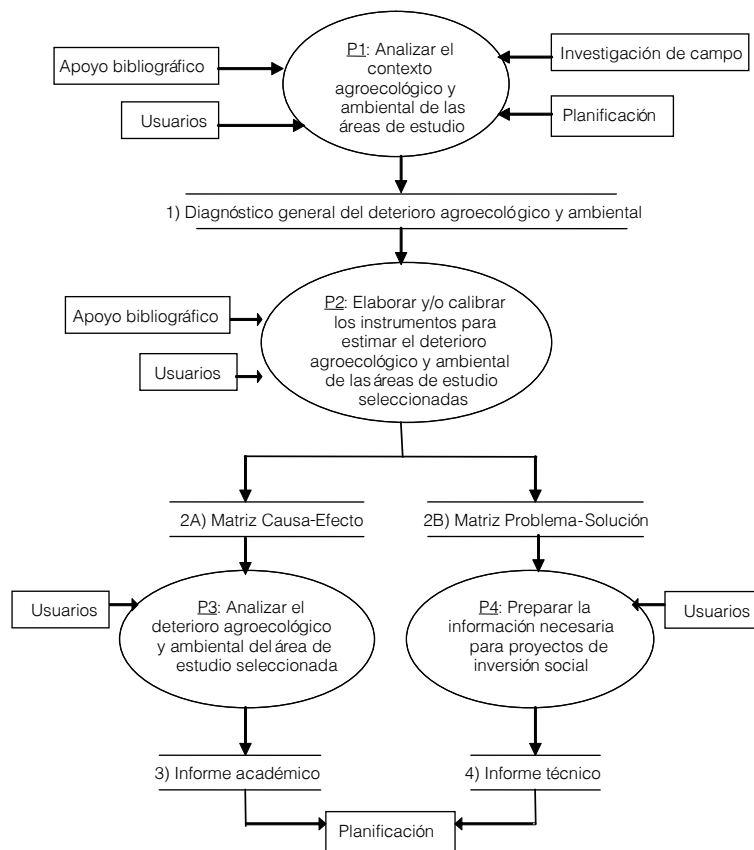 P1: Analizar el
contexto
agroecológico y
ambiental de las
áreas de estudio
Apoyo bibliográfico
Investigación de campo
Usuarios
Planificación
1) Diagnóstico general del deterioro agroecológico y ambiental
P2: Elaborar y/o calibrar
los instrumentos para
estimar el deterioro
agroecológico y ambiental
de las áreas de estudio
seleccionadas
Apoyo bibliográfico
Usuarios
2A) Matriz Causa-Efecto
2B) Matriz Problema-Solución
Usuarios
P3: Analizar el
deterioro agroecológico
y ambiental del área de
estudio seleccionada
P4: Preparar la
información necesaria
para proyectos de
inversión social
Usuarios
3) Informe académico
4) Informe técnico
Planificación